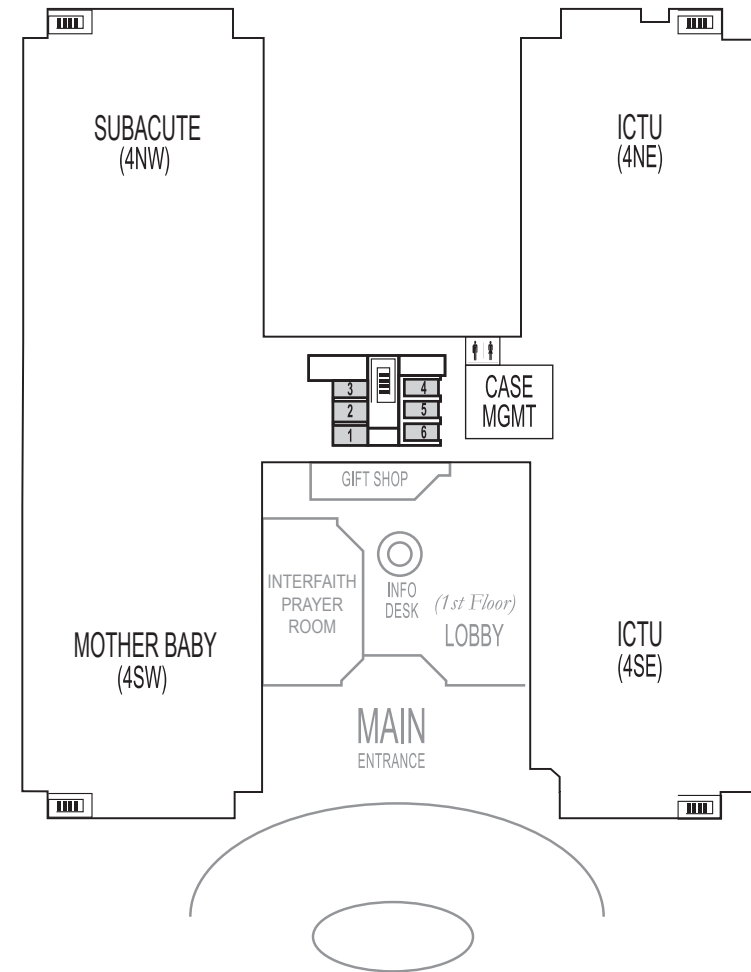 SUBACUTE
(4NW)
ICTU
(4NE)
3
2
1
4
5
6
CASE
MGMT
GIFT SHOP
INTERFAITH
PRAYER
ROOM
INFO
DESK
(1st Floor)
LOBBY
MOTHER BABY
(4SW)
ICTU
(4SE)
MAIN
ENTRANCE